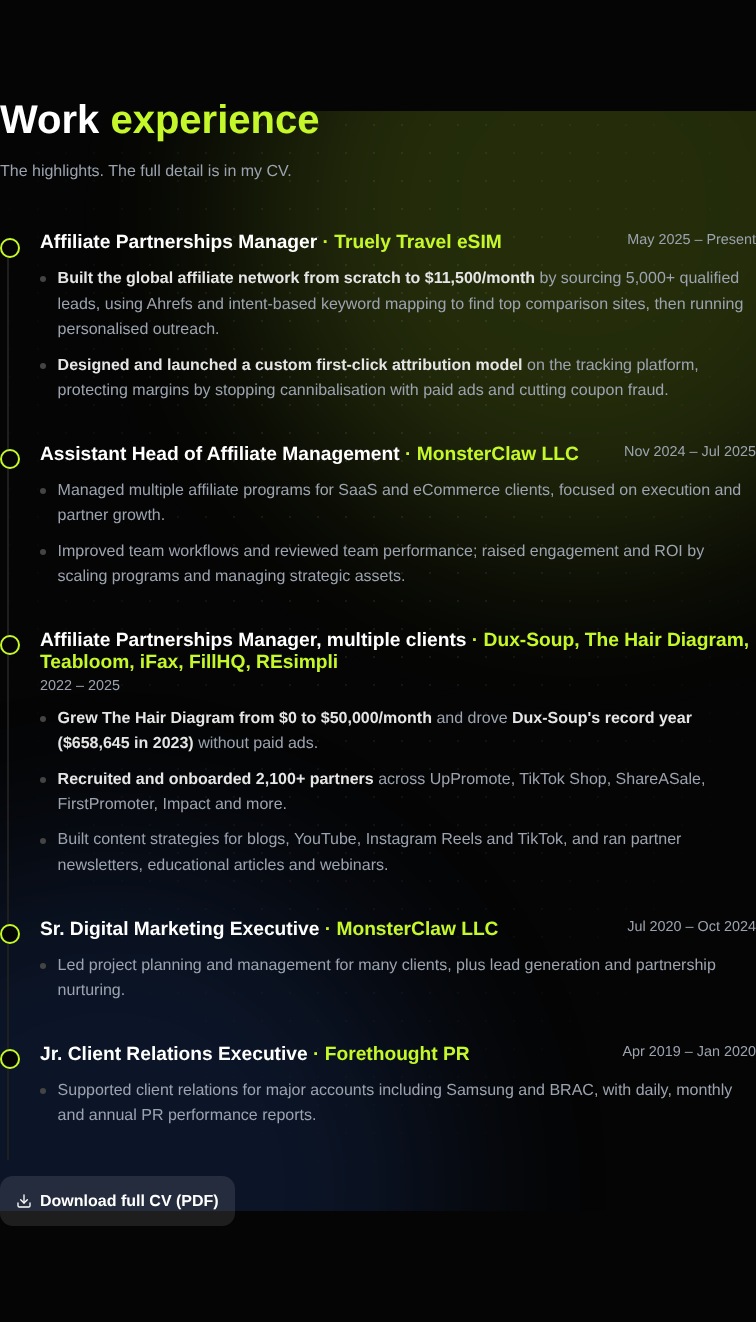 Work experience
The highlights. The full detail is in my CV.
Affiliate Partnerships Manager · Truely Travel eSIM May 2025 – Present
Built the global affiliate network from scratch to $11,500/month by sourcing 5,000+ qualified
leads, using Ahrefs and intent-based keyword mapping to find top comparison sites, then running
personalised outreach.
Designed and launched a custom first-click attribution model on the tracking platform,
protecting margins by stopping cannibalisation with paid ads and cutting coupon fraud.
Assistant Head of Affiliate Management · MonsterClaw LLC Nov 2024 – Jul 2025
Managed multiple affiliate programs for SaaS and eCommerce clients, focused on execution and
partner growth.
Improved team workflows and reviewed team performance; raised engagement and ROI by
scaling programs and managing strategic assets.
Affiliate Partnerships Manager, multiple clients · Dux-Soup, The Hair Diagram,
Teabloom, iFax, FillHQ, REsimpli
2022 – 2025
Grew The Hair Diagram from $0 to $50,000/month and drove Dux-Soup's record year
($658,645 in 2023) without paid ads.
Recruited and onboarded 2,100+ partners across UpPromote, TikTok Shop, ShareASale,
FirstPromoter, Impact and more.
Built content strategies for blogs, YouTube, Instagram Reels and TikTok, and ran partner
newsletters, educational articles and webinars.
Sr. Digital Marketing Executive · MonsterClaw LLC Jul 2020 – Oct 2024
Led project planning and management for many clients, plus lead generation and partnership
nurturing.
Jr. Client Relations Executive · Forethought PR Apr 2019 – Jan 2020
Supported client relations for major accounts including Samsung and BRAC, with daily, monthly
and annual PR performance reports.
Download full CV (PDF)